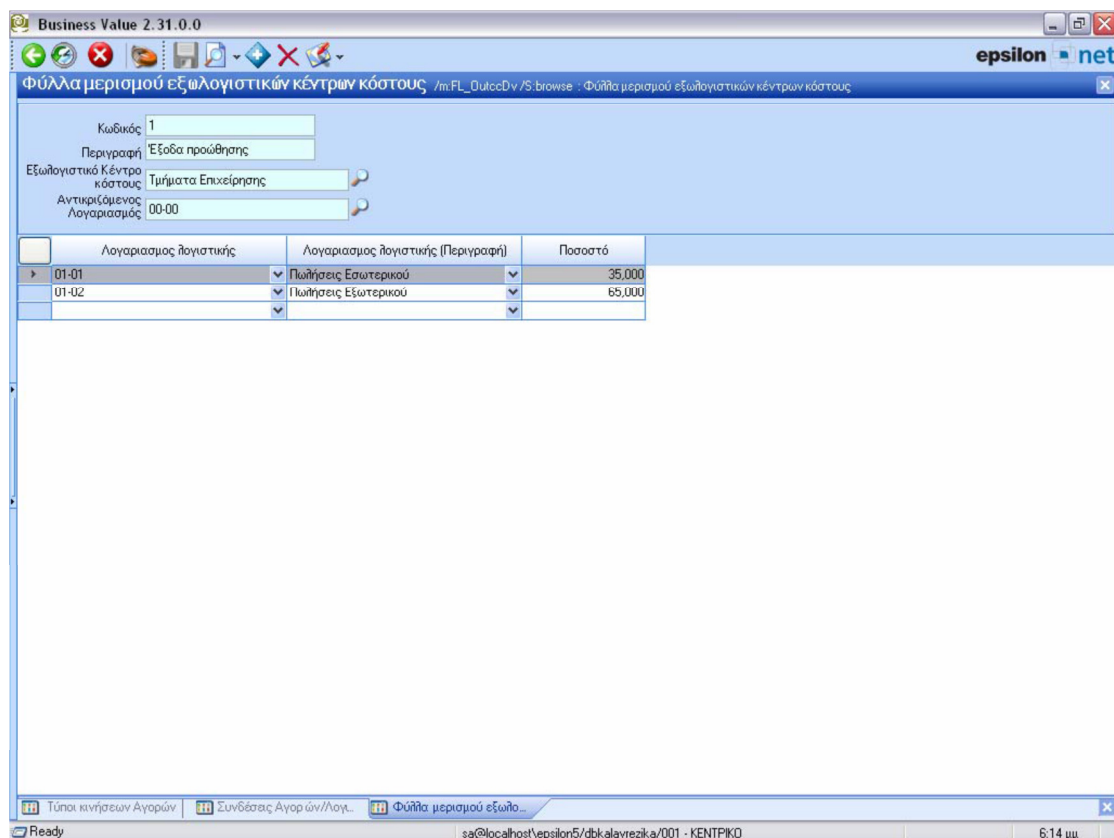 Business Value 2.31.0.0
epsilon net
Φύλλα μερισμού εξωλογιστικών κέντρων κόστους /m:FL_OutccDv /S:browse : Φύλλα μερισμού εξωλογιστικών κέντρων κόστους
Κωδικός 1
Περιγραφή Έξοδα προώθησης
Εξωλογιστικό Κέντρο κόστους Τμήματα Επιχείρησης
Αντικριζόμενος Λογαριασμός 00-00
Λογαριασμος λογιστικής Λογαριασμος λογιστικής (Περιγραφή) Ποσοστό
01-01 Πωλήσεις Εσωτερικού 35,000
01-02 Πωλήσεις Εξωτερικού 65,000
Τύποι κινήσεων Αγορών Συνδέσεις Αγορών/Λογι... Φύλλα μερισμού εξωλο...
Ready sa@localhost\epsilon5/dbkalavrezika/001 - ΚΕΝΤΡΙΚΟ 6:14 μμ